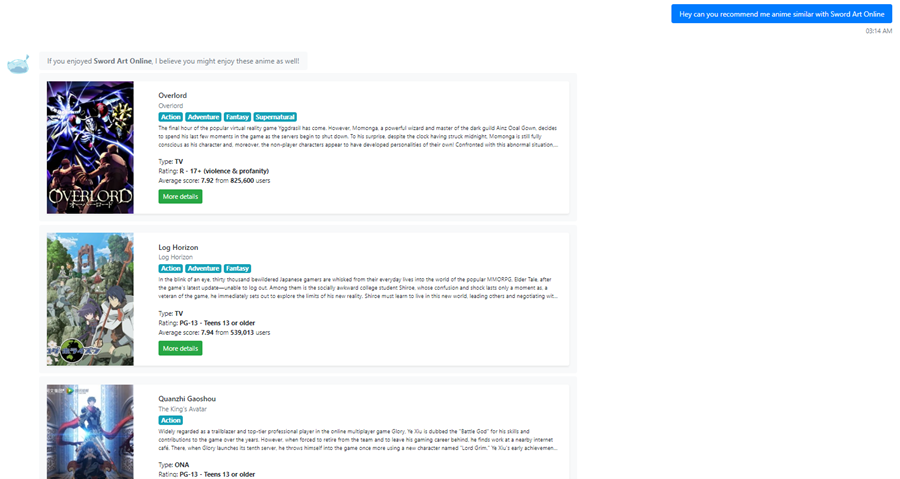 Hey can you recommend me anime similar with Sword Art Online
03:14 AM
If you enjoyed Sword Art Online, I believe you might enjoy these anime as well!
Overlord
Overlord
Action Adventure Fantasy Supernatural
The final hour of the popular virtual reality game Yggdrasil has come. However, Momonga, a powerful wizard and master of the dark guild Ainz Ooal Gown, decides
to spend his last few moments in the game as the servers begin to shut down. To his surprise, despite the clock having struck midnight, Momonga is still fully
conscious as his character and, moreover, the non-player characters appear to have developed personalities of their own! Confronted with this abnormal situation,...
Type: TV
Rating: R - 17+ (violence & profanity)
Average score: 7.92 from 825,600 users
More details
OVERLORD
オーバーロード
Log Horizon
Log Horizon
Action Adventure Fantasy
In the blink of an eye, thirty thousand bewildered Japanese gamers are whisked from their everyday lives into the world of the popular MMORPG, Elder Tale, after
the game's latest update—unable to log out. Among them is the socially awkward college student Shiroe, whose confusion and shock lasts only a moment as, a
veteran of the game, he immediately sets out to explore the limits of his new reality. Shiroe must learn to live in this new world, leading others and negotiating wit...
Type: TV
Rating: PG-13 - Teens 13 or older
Average score: 7.94 from 539,013 users
More details
Quanzhi Gaoshou
The King's Avatar
Action
Widely regarded as a trailblazer and top-tier professional player in the online multiplayer game Glory, Ye Xiu is dubbed the "Battle God" for his skills and
contributions to the game over the years. However, when forced to retire from the team and to leave his gaming career behind, he finds work at a nearby internet
café. There, when Glory launches its tenth server, he throws himself into the game once more using a new character named "Lord Grim." Ye Xiu's early achievemen...
Type: ONA
Rating: PG-13 - Teens 13 or older